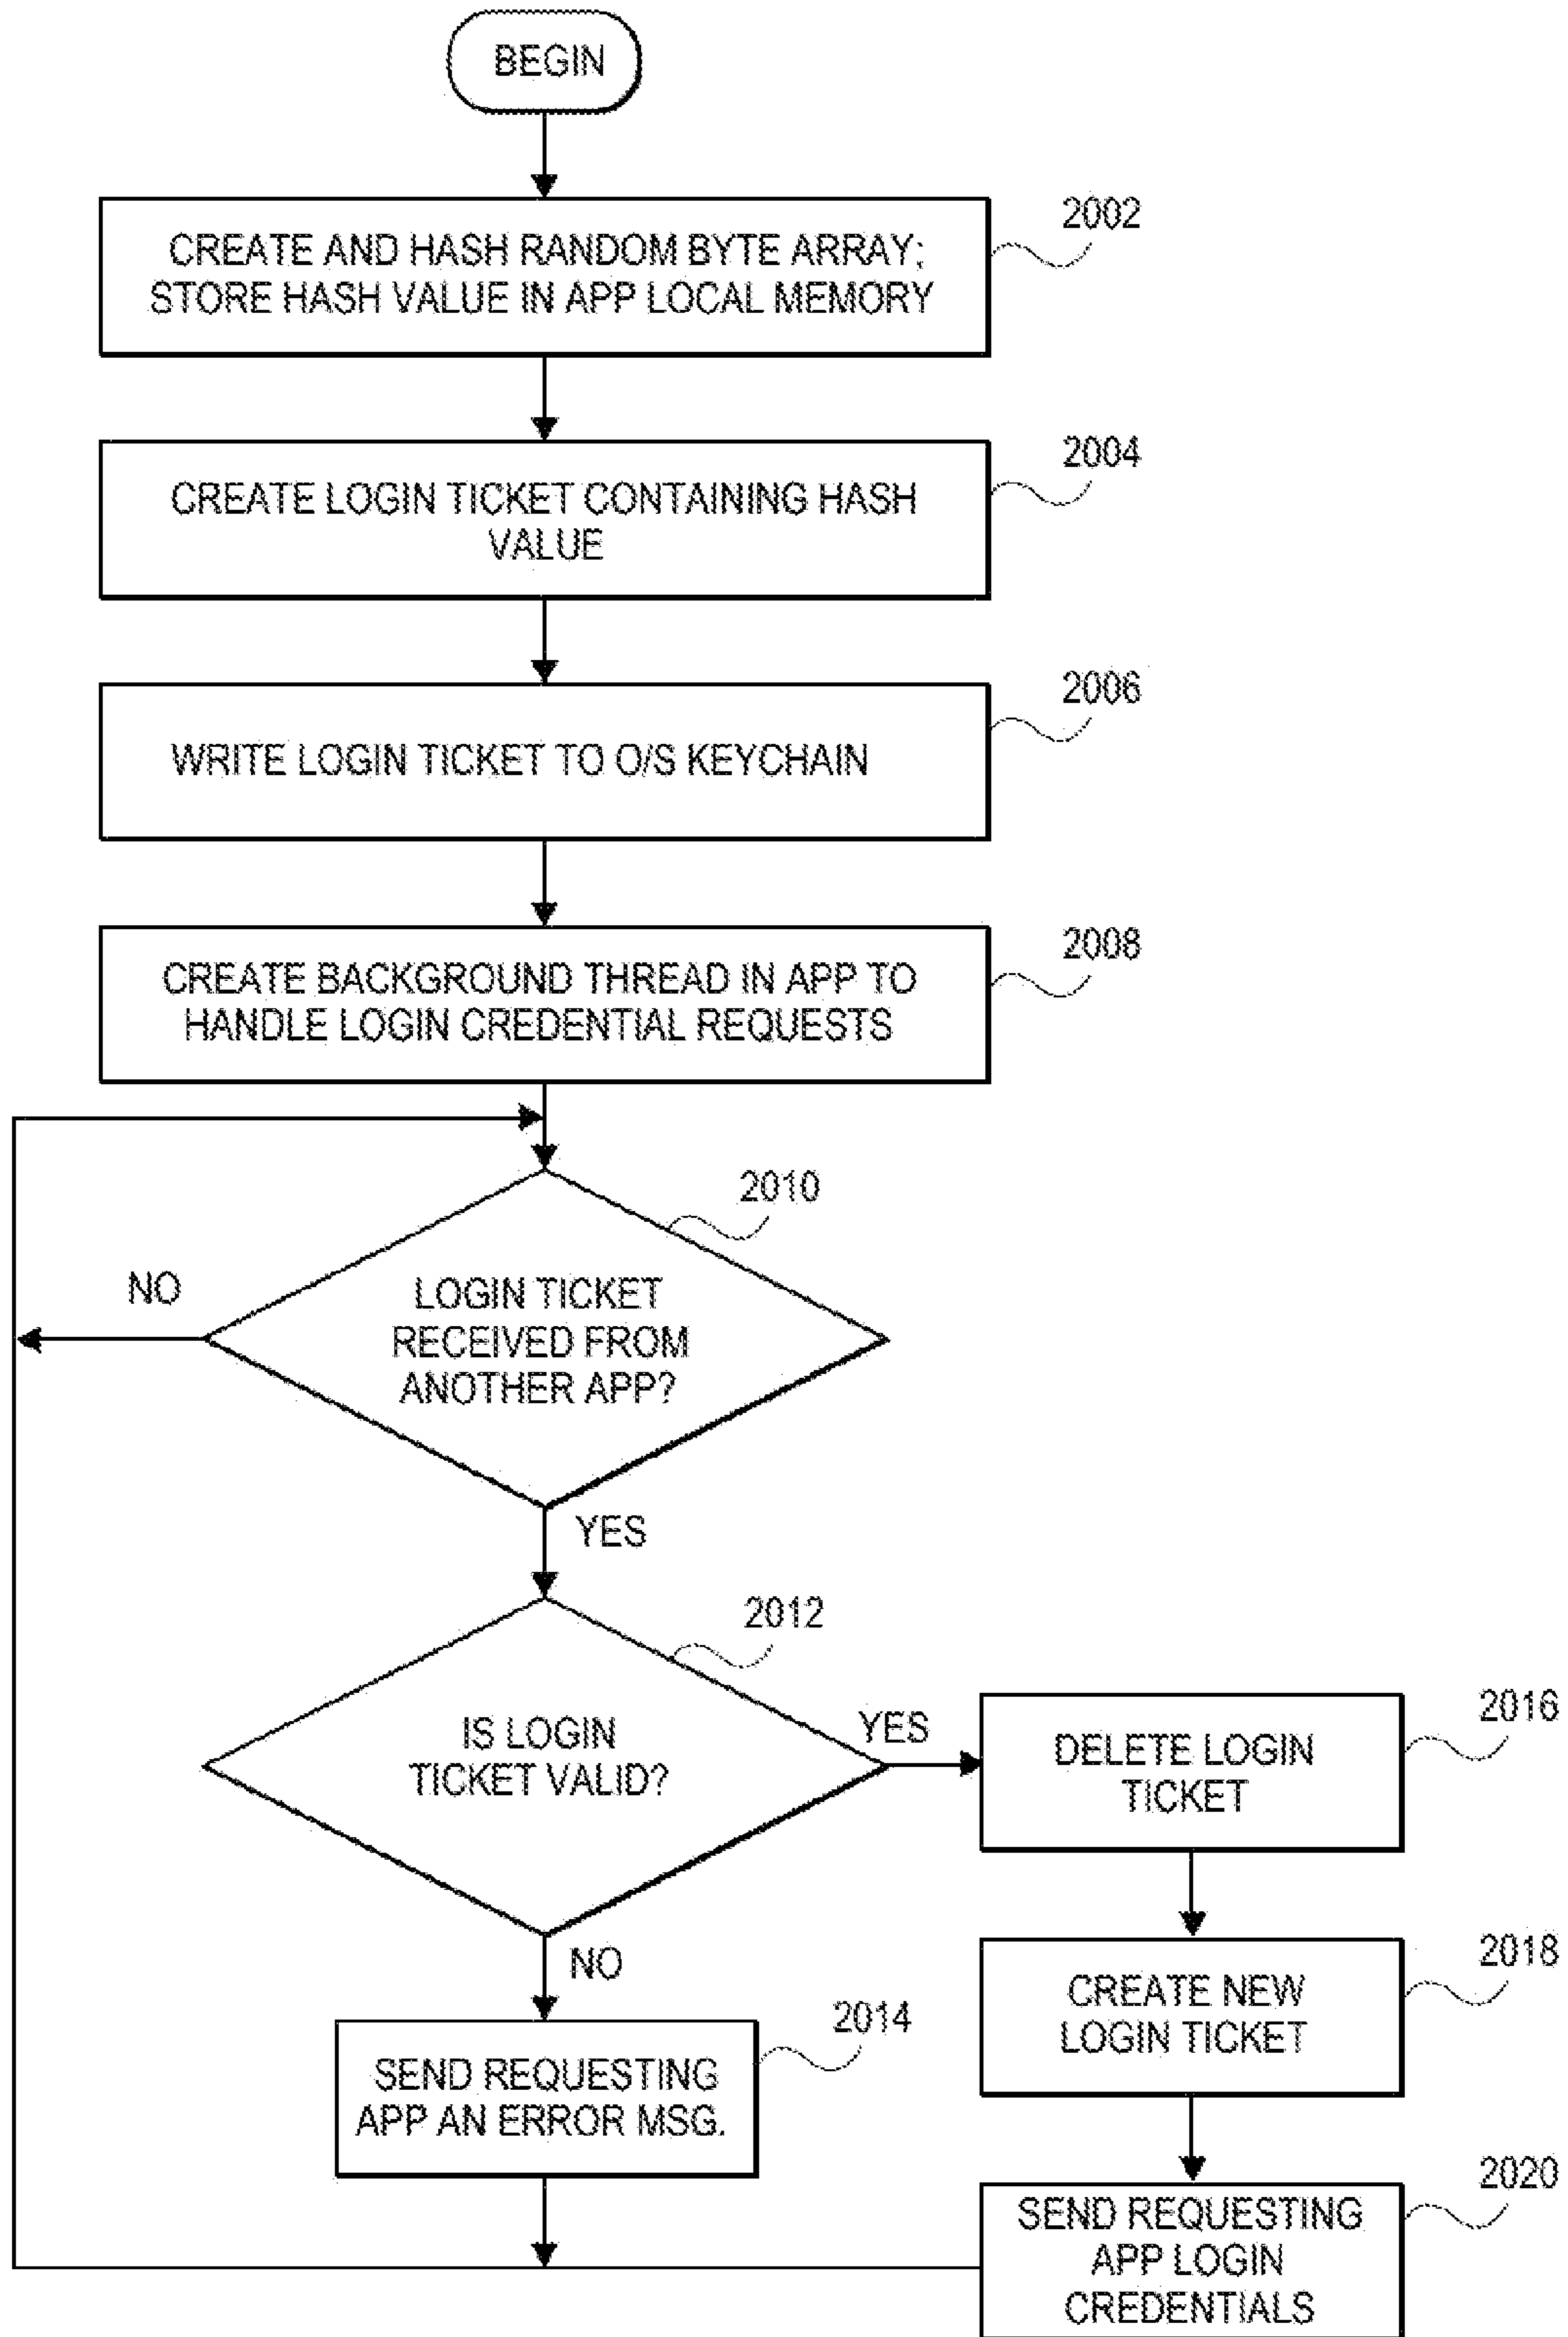 BEGIN
2002
CREATE AND HASH RANDOM BYTE ARRAY;
STORE HASH VALUE IN APP LOCAL MEMORY
2004
CREATE LOGIN TICKET CONTAINING HASH
VALUE
2006
WRITE LOGIN TICKET TO O/S KEYCHAIN
2008
CREATE BACKGROUND THREAD IN APP TO
HANDLE LOGIN CREDENTIAL REQUESTS
2010
NO
LOGIN TICKET
RECEIVED FROM
ANOTHER APP?
YES
2012
IS LOGIN
TICKET VALID?
YES
2016
DELETE LOGIN
TICKET
NO
2018
CREATE NEW
LOGIN TICKET
2014
SEND REQUESTING
APP AN ERROR MSG.
2020
SEND REQUESTING
APP LOGIN
CREDENTIALS